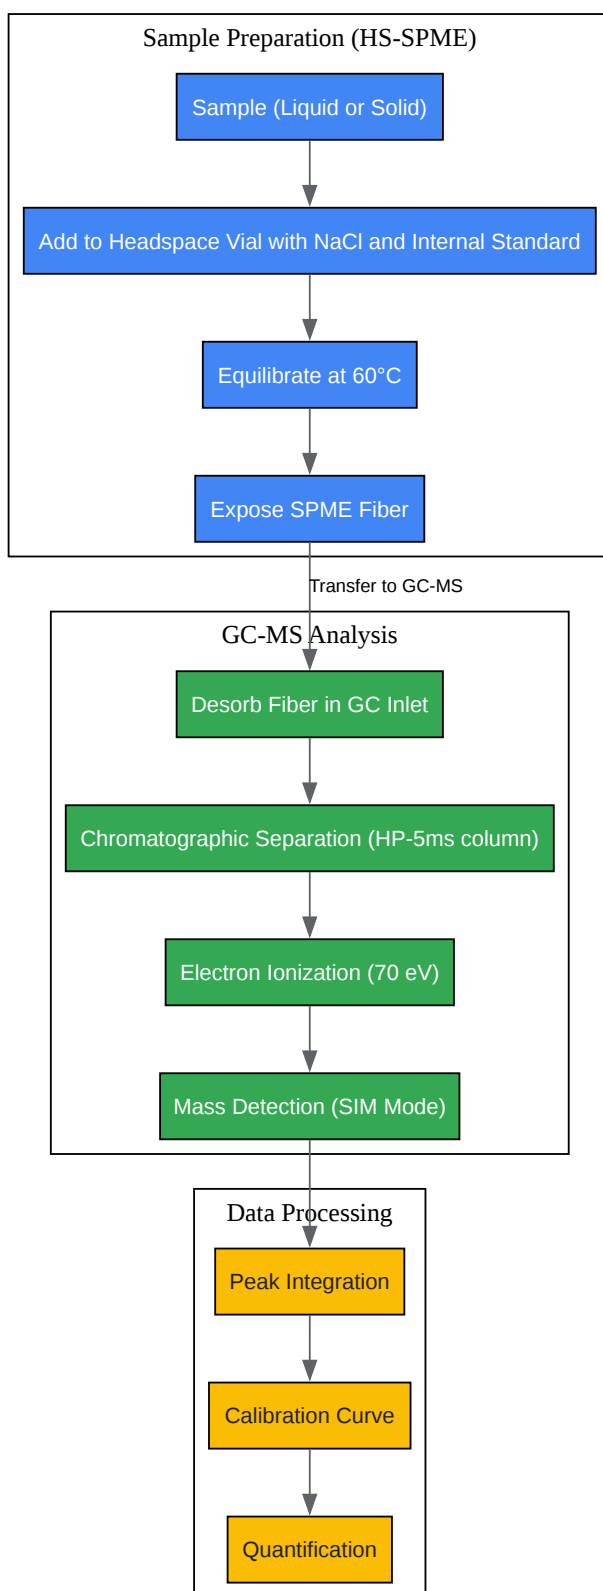 Sample Preparation (HS-SPME)
Sample (Liquid or Solid)
Add to Headspace Vial with NaCl and Internal Standard
Equilibrate at 60°C
Expose SPME Fiber
Transfer to GC-MS
GC-MS Analysis
Desorb Fiber in GC Inlet
Chromatographic Separation (HP-5ms column)
Electron Ionization (70 eV)
Mass Detection (SIM Mode)
Data Processing
Peak Integration
Calibration Curve
Quantification